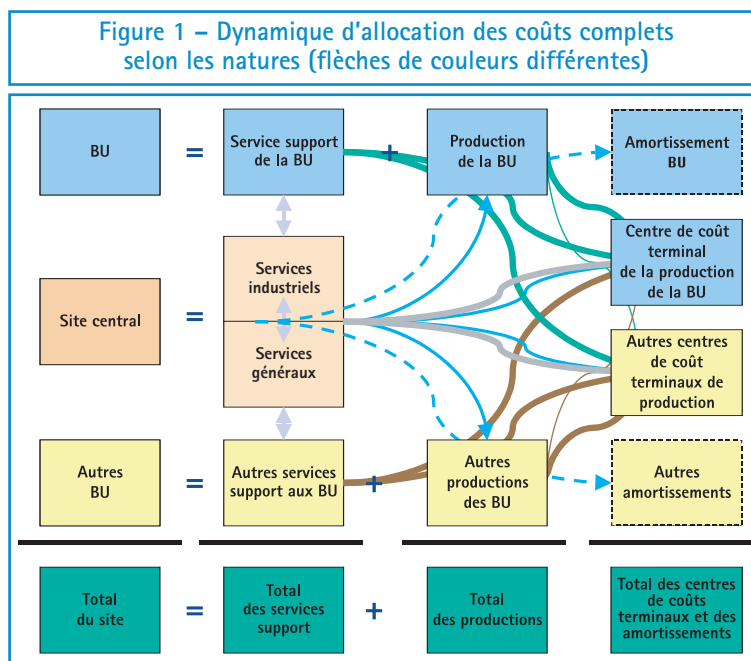 Figure 1 – Dynamique d'allocation des coûts complets
selon les natures (flèches de couleurs différentes)
BU
=
Service support
de la BU
+
Production
de la BU
Amortissement
BU
Centre de coût
terminal
de la production
de la BU
Site central
=
Services
industriels
Services
généraux
Autres centres
de coût
terminaux de
production
Autres
BU
=
Autres services
support aux BU
+
Autres
productions
des BU
Autres
amortissements
Total
du site
=
Total
des services
support
+
Total
des productions
Total des centres
de coûts
terminaux et des
amortissements